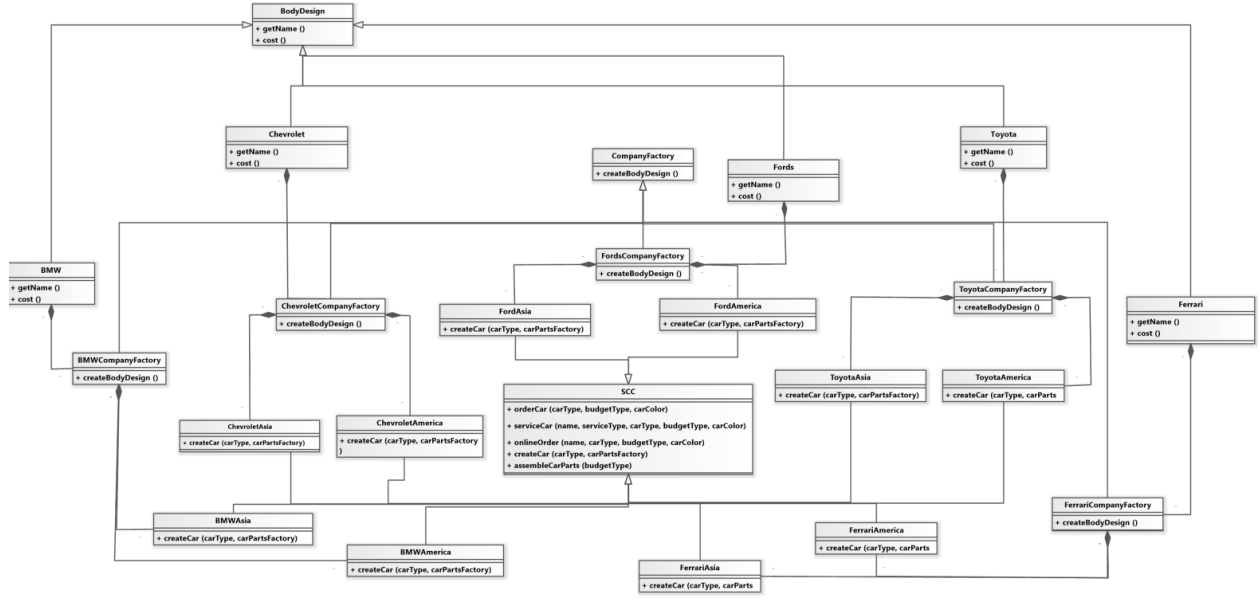 BodyDesign
+ getName ()
+ cost ()
Chevrolet
+ getName ()
+ cost ()
Toyota
+ getName ()
+ cost ()
CompanyFactory
+ createBodyDesign ()
Fords
+ getName ()
+ cost ()
BMW
+ getName ()
+ cost ()
FordsCompanyFactory
+ createBodyDesign ()
ChevroletCompanyFactory
+ createBodyDesign ()
FordAsia
+ createCar (carType, carPartsFactory)
FordAmerica
+ createCar (carType, carPartsFactory)
ToyotaCompanyFactory
+ createBodyDesign ()
Ferrari
+ getName ()
+ cost ()
BMWCompanyFactory
+ createBodyDesign ()
SCC
+ orderCar (carType, budgetType, carColor)
+ serviceCar (name, serviceType, carType, budgetType, carColor)
+ onlineOrder (name, carType, budgetType, carColor)
+ createCar (carType, carPartsFactory)
+ assembleCarParts (budgetType)
ToyotaAsia
+ createCar (carType, carPartsFactory)
ToyotaAmerica
+ createCar (carType, carParts
ChevroletAsia
+ createCar (carType, carPartsFactory)
ChevroletAmerica
+ createCar (carType, carPartsFactory
)
BMWAsia
+ createCar (carType, carPartsFactory)
BMWAmerica
+ createCar (carType, carPartsFactory)
FerrariAmerica
+ createCar (carType, carParts
FerrariCompanyFactory
+ createBodyDesign ()
FerrariAsia
+ createCar (carType, carParts